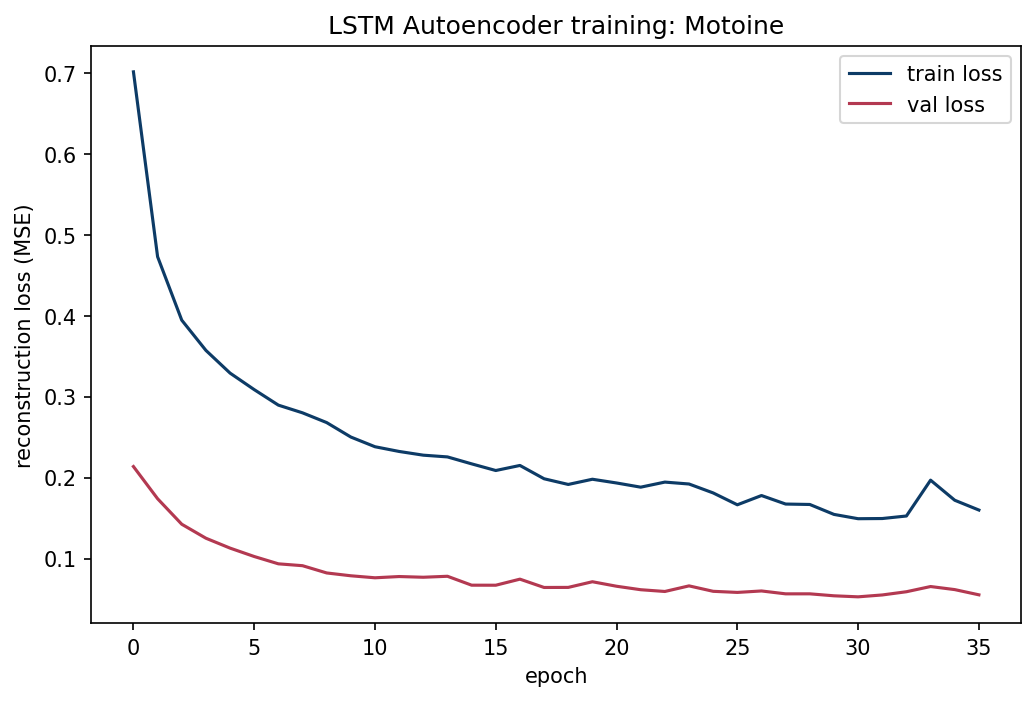 LSTM Autoencoder training: Motoine
train loss
val loss
reconstruction loss (MSE)
0.7
0.6
0.5
0.4
0.3
0.2
0.1
0 5 10 15 20 25 30 35
epoch